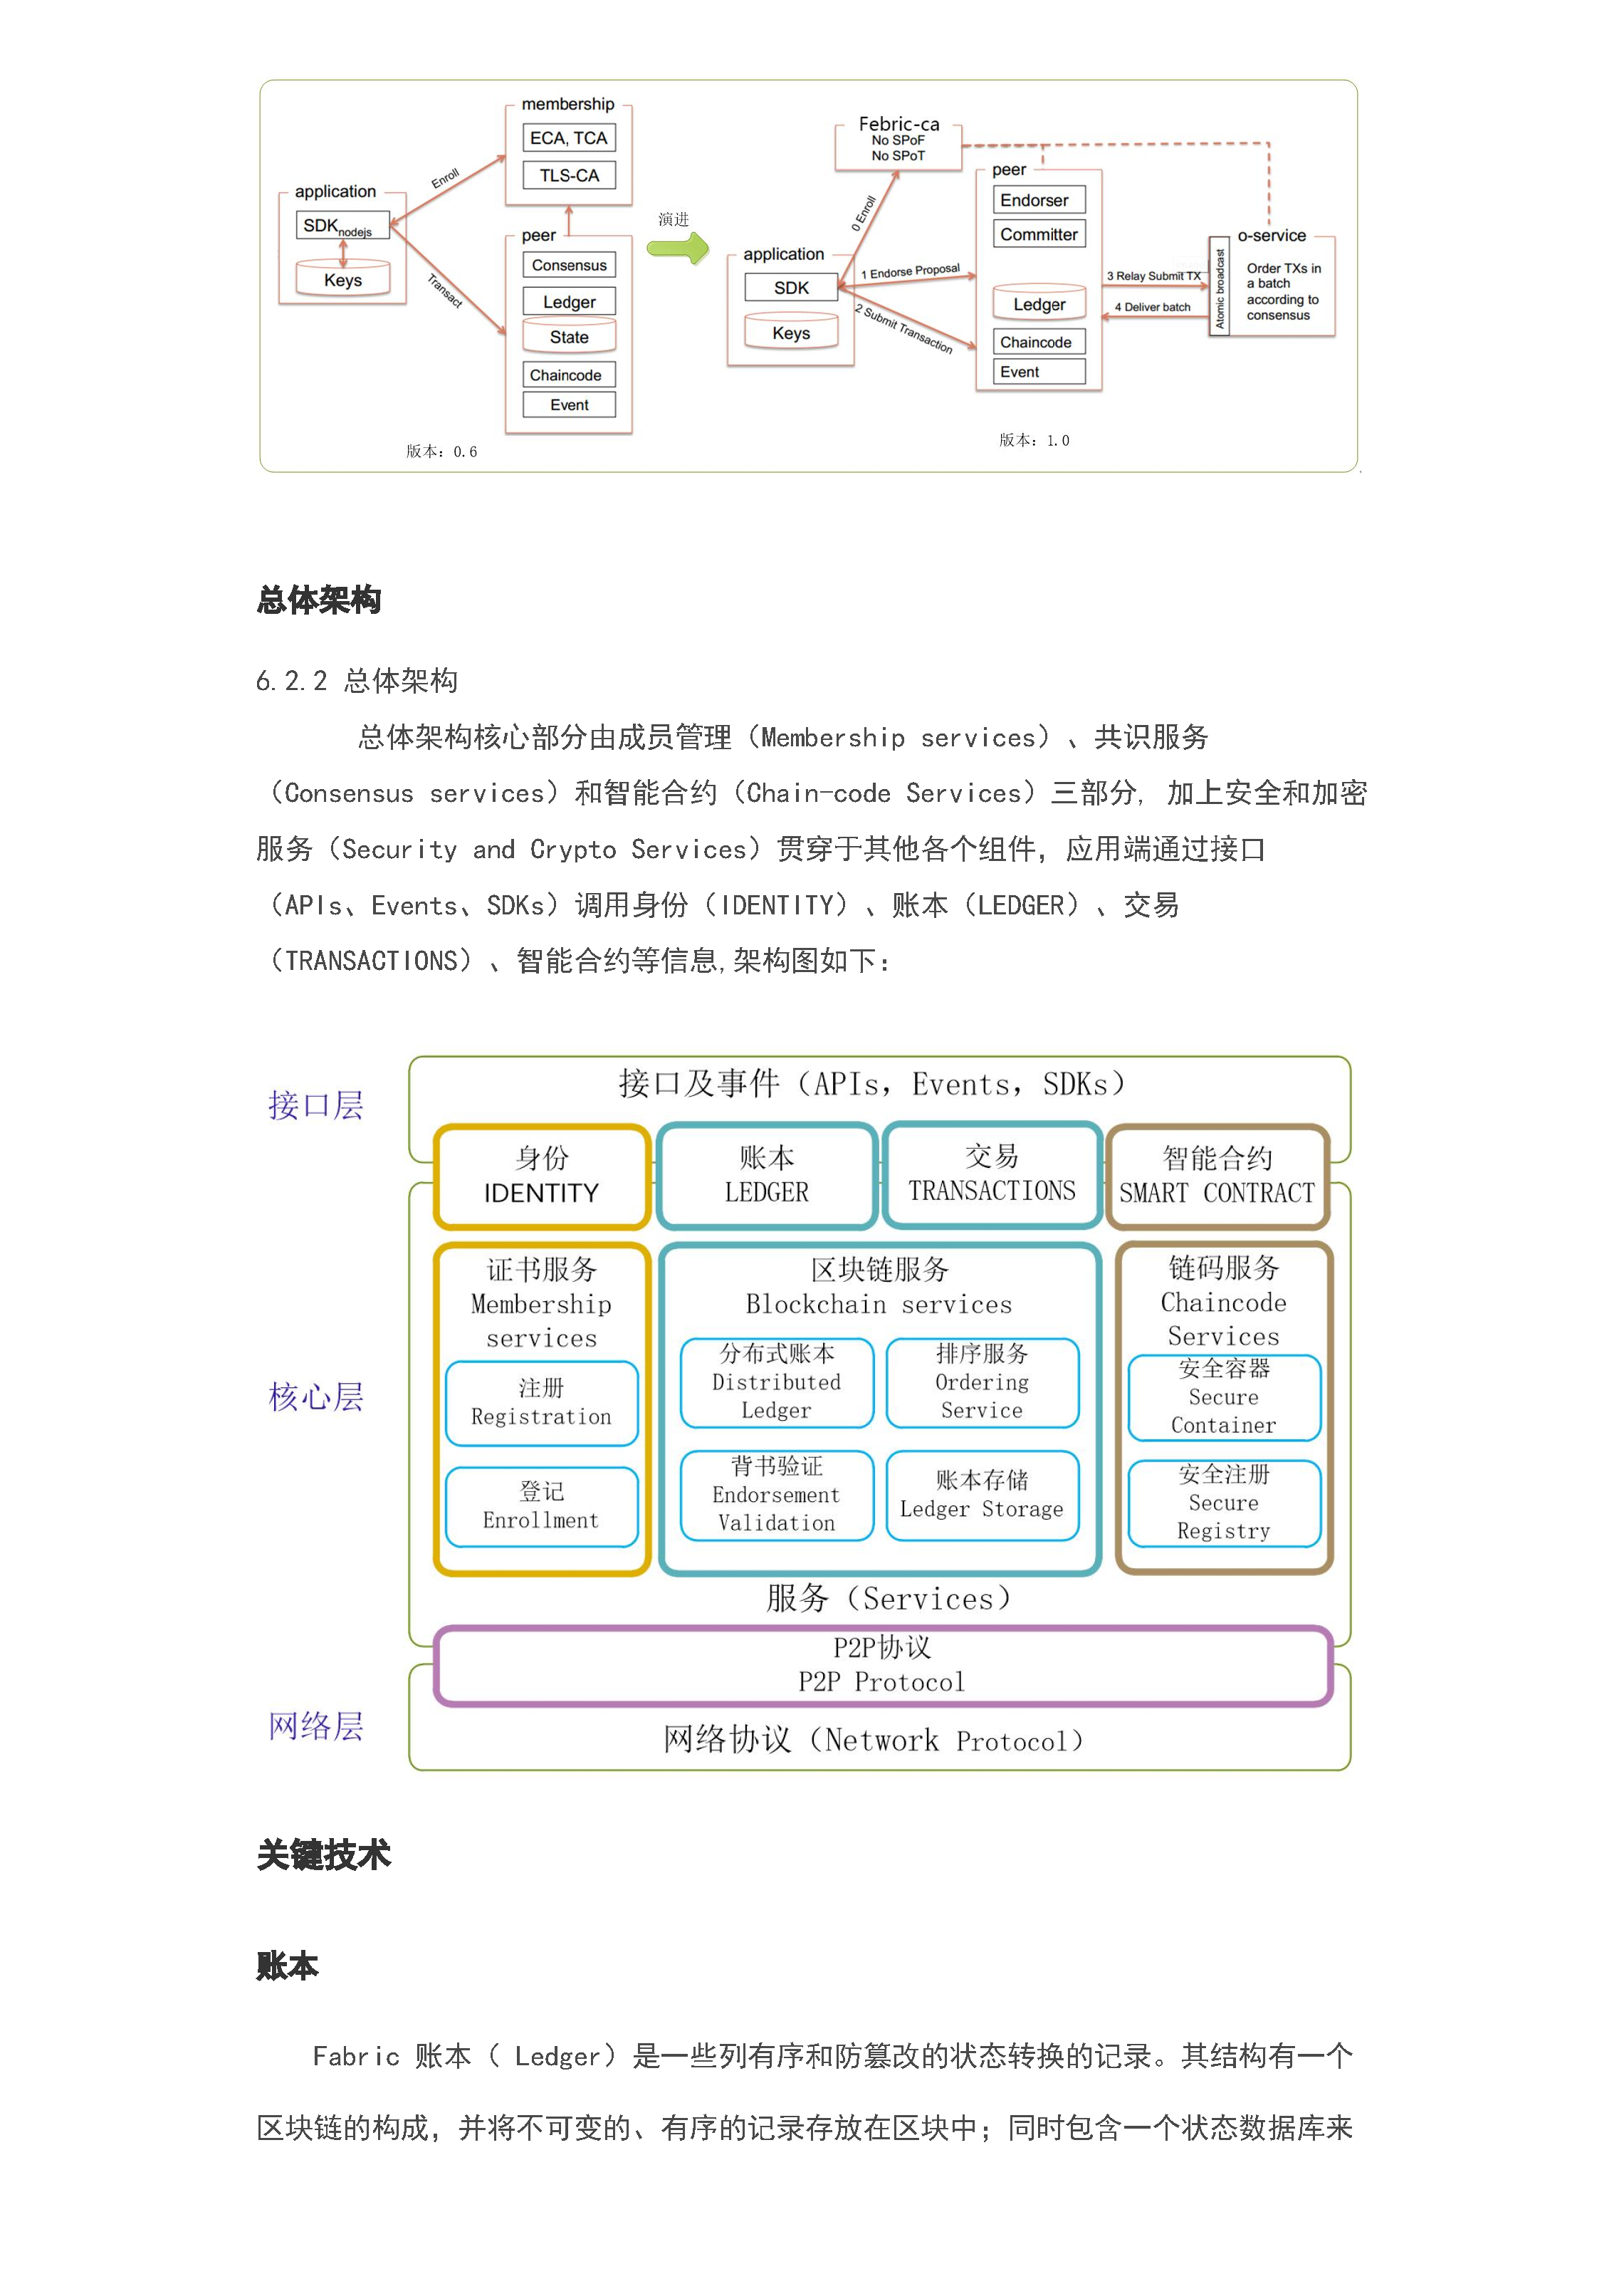 membership
ECA, TCA
TLS-CA
Enroll
application
SDKnodejs
Keys
Transact
peer
Consensus
Ledger
State
Chaincode
Event
版本：0.6
演进
Febric-ca
No SPoF
No SPoT
0 Enroll
application
SDK
Keys
1 Endorse Proposal
2 Submit Transaction
peer
Endorser
Committer
Ledger
Chaincode
Event
3 Relay Submit TX
4 Deliver batch
o-service
Atomic broadcast
Order TXs in
a batch
according to
consensus
版本：1.0
总体架构
6.2.2 总体架构
总体架构核心部分由成员管理（Membership services）、共识服务
（Consensus services）和智能合约（Chain-code Services）三部分, 加上安全和加密
服务（Security and Crypto Services）贯穿于其他各个组件，应用端通过接口
（APIs、Events、SDKs）调用身份（IDENTITY）、账本（LEDGER）、交易
（TRANSACTIONS）、智能合约等信息,架构图如下：
接口层
接口及事件（APIs，Events，SDKs）
身份
IDENTITY
账本
LEDGER
交易
TRANSACTIONS
智能合约
SMART CONTRACT
核心层
证书服务
Membership
services
注册
Registration
登记
Enrollment
区块链服务
Blockchain services
分布式账本
Distributed
Ledger
排序服务
Ordering
Service
背书验证
Endorsement
Validation
账本存储
Ledger Storage
链码服务
Chaincode
Services
安全容器
Secure
Container
安全注册
Secure
Registry
服务（Services）
P2P协议
P2P Protocol
网络层
网络协议（Network Protocol）
关键技术
账本
Fabric 账本（ Ledger）是一些列有序和防篡改的状态转换的记录。其结构有一个
区块链的构成，并将不可变的、有序的记录存放在区块中；同时包含一个状态数据库来